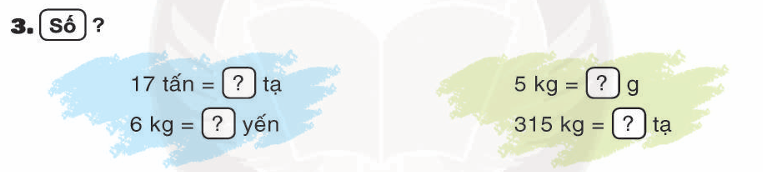 3. Số ?
17 tấn = ? tạ
6 kg = ? yến
5 kg = ? g
315 kg = ? tạ